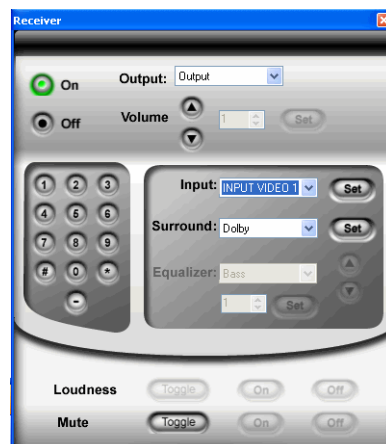 Receiver
On Output: Output
Off Volume 1 Set
1 2 3 Input: INPUT VIDEO 1 Set
4 5 6 Surround: Dolby Set
7 8 9
# 0 * Equalizer: Bass
- 1 Set
Loudness Toggle On Off
Mute Toggle On Off